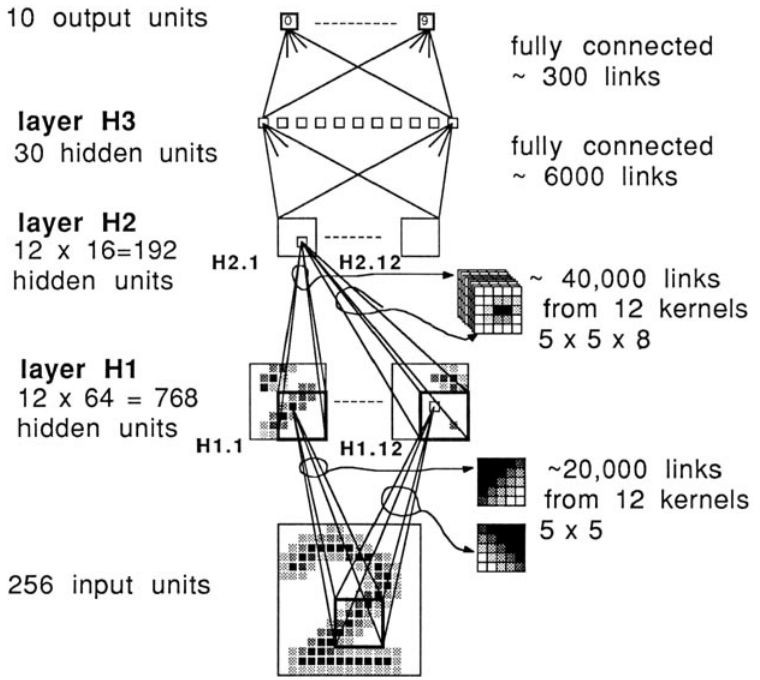 10 output units
0
9
fully connected
~ 300 links
layer H3
30 hidden units
fully connected
~ 6000 links
layer H2
12 x 16=192
hidden units
H2.1
H2.12
~ 40,000 links
from 12 kernels
5 x 5 x 8
layer H1
12 x 64 = 768
hidden units
H1.1
H1.12
~20,000 links
from 12 kernels
5 x 5
256 input units